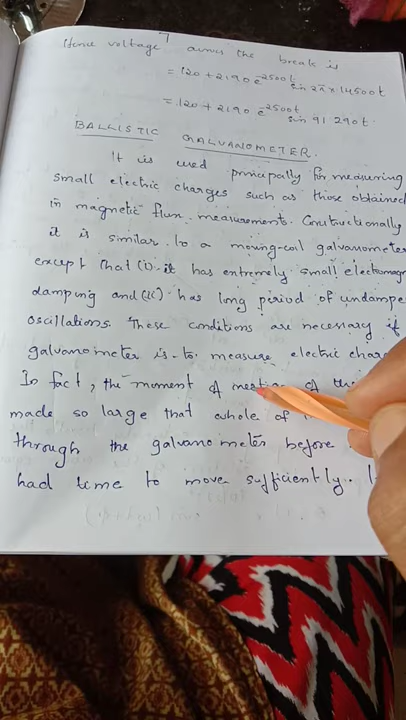 Hence voltage across the break is
= 120 + 2190 e^-2500t sin 2π × 14500t
= 120 + 2190 e^-2500t sin 91 290t.
BALLISTIC GALVANOMETER.
It is used principally for measuring
small electric charges such as those obtained
in magnetic flux measurements. Constructionally
it is similar to a moving-coil galvanometer
except that (i) it has extremely small electromagn
damping and (ii) has long period of undampe
oscillations. These conditions are necessary if
galvanometer is to measure electric char
In fact, the moment of of
made so large that whole of
through the galvanometer before
had time to move sufficiently.